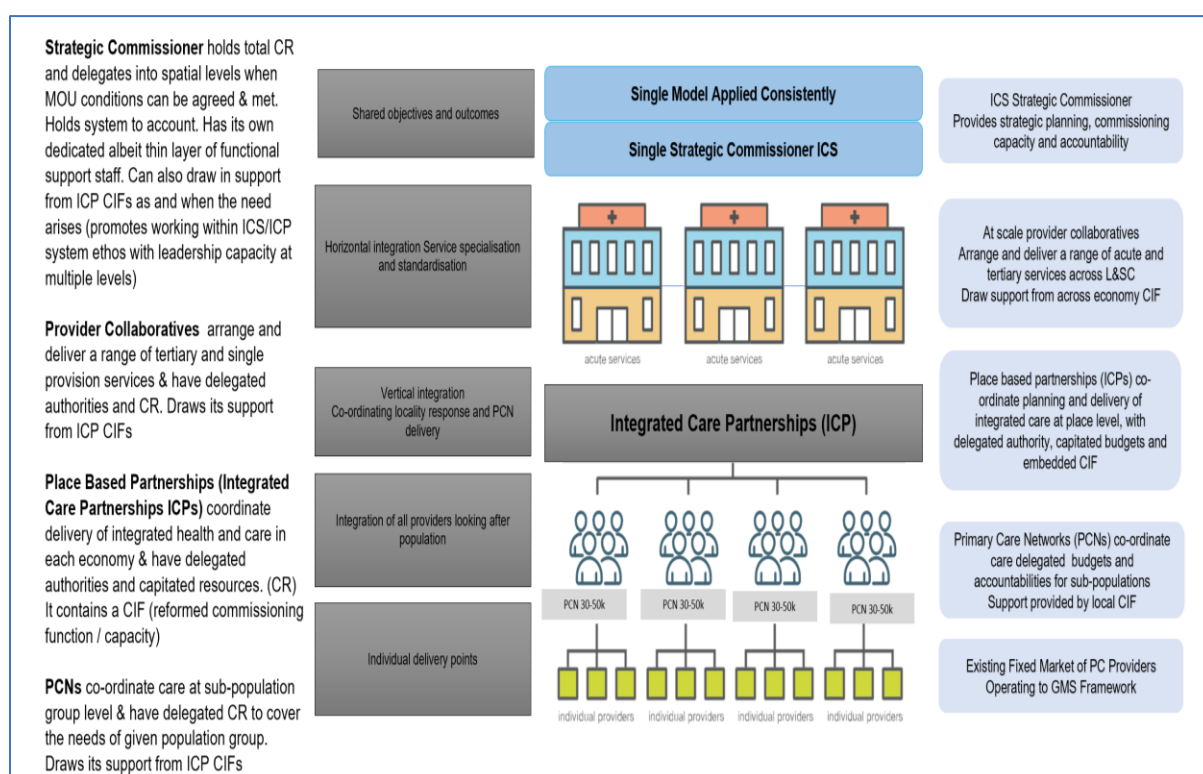 Strategic Commissioner holds total CR
and delegates into spatial levels when
MOU conditions can be agreed & met.
Holds system to account. Has its own
dedicated albeit thin layer of functional
support staff. Can also draw in support
from ICP CIFs as and when the need
arises (promotes working within ICS/ICP
system ethos with leadership capacity at
multiple levels)
Provider Collaboratives arrange and
deliver a range of tertiary and single
provision services & have delegated
authorities and CR. Draws its support
from ICP CIFs
Place Based Partnerships (Integrated
Care Partnerships ICPs) coordinate
delivery of integrated health and care in
each economy & have delegated
authorities and capitated resources. (CR)
It contains a CIF (reformed commissioning
function / capacity)
PCNs co-ordinate care at sub-population
group level & have delegated CR to cover
the needs of given population group.
Draws its support from ICP CIFs
Shared objectives and outcomes
Horizontal integration Service specialisation
and standardisation
Vertical integration
Co-ordinating locality response and PCN
delivery
Integration of all providers looking after
population
Individual delivery points
Single Model Applied Consistently
Single Strategic Commissioner ICS
acute services
acute services
acute services
Integrated Care Partnerships (ICP)
PCN 30-50k
PCN 30-50k
PCN 30-50k
PCN 30-50k
individual providers
individual providers
individual providers
individual providers
ICS Strategic Commissioner
Provides strategic planning, commissioning
capacity and accountability
At scale provider collaboratives
Arrange and deliver a range of acute and
tertiary services across L&SC
Draw support from across economy CIF
Place based partnerships (ICPs) co-
ordinate planning and delivery of
integrated care at place level, with
delegated authority, capitated budgets and
embedded CIF
Primary Care Networks (PCNs) co-ordinate
care delegated budgets and
accountabilities for sub-populations
Support provided by local CIF
Existing Fixed Market of PC Providers
Operating to GMS Framework